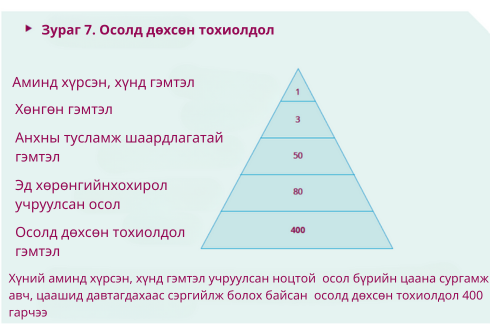 Зураг 7. Осолд дөхсөн тохиолдол
Аминд хүрсэн, хүнд гэмтэл
1
Хөнгөн гэмтэл
3
Анхны тусламж шаардлагатай
гэмтэл
50
Эд хөрөнгийнхохирол
учруулсан осол
80
Осолд дөхсөн тохиолдол
гэмтэл
400
Хүний аминд хүрсэн, хүнд гэмтэл учруулсан ноцтой осол бүрийн цаана сургамж
авч, цаашид давтагдахаас сэргийлж болох байсан осолд дөхсөн тохиолдол 400
гарчээ